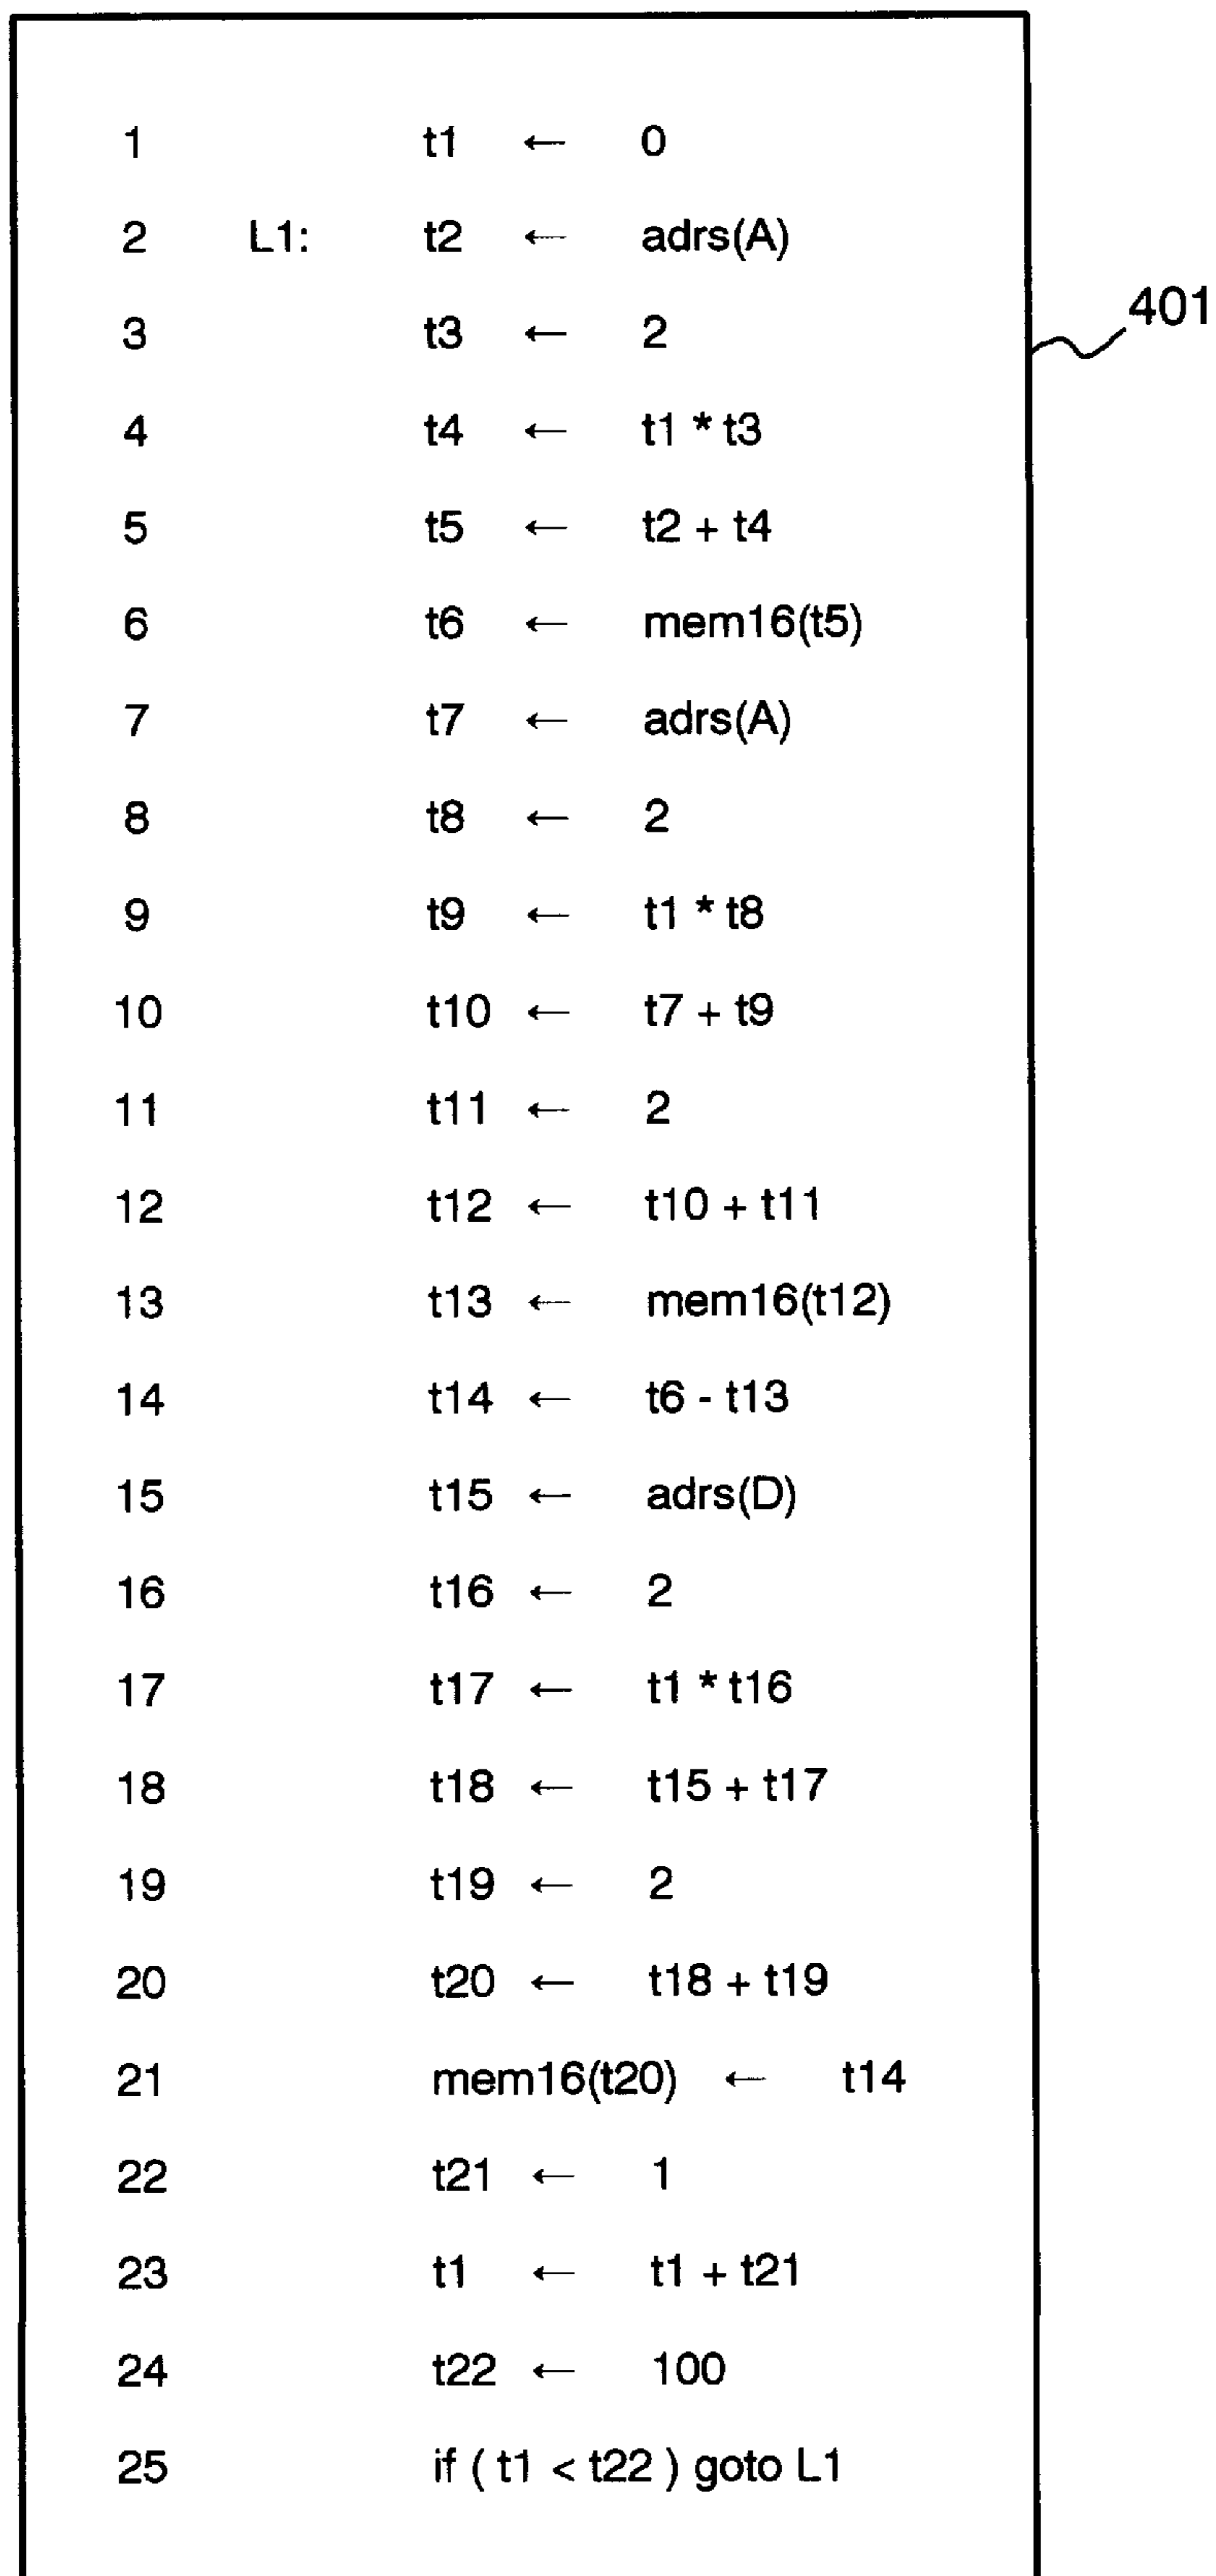 1 t1 ← 0
2 L1: t2 ← adrs(A)
401
3 t3 ← 2
4 t4 ← t1 * t3
5 t5 ← t2 + t4
6 t6 ← mem16(t5)
7 t7 ← adrs(A)
8 t8 ← 2
9 t9 ← t1 * t8
10 t10 ← t7 + t9
11 t11 ← 2
12 t12 ← t10 + t11
13 t13 ← mem16(t12)
14 t14 ← t6 - t13
15 t15 ← adrs(D)
16 t16 ← 2
17 t17 ← t1 * t16
18 t18 ← t15 + t17
19 t19 ← 2
20 t20 ← t18 + t19
21 mem16(t20) ← t14
22 t21 ← 1
23 t1 ← t1 + t21
24 t22 ← 100
25 if ( t1 < t22 ) goto L1